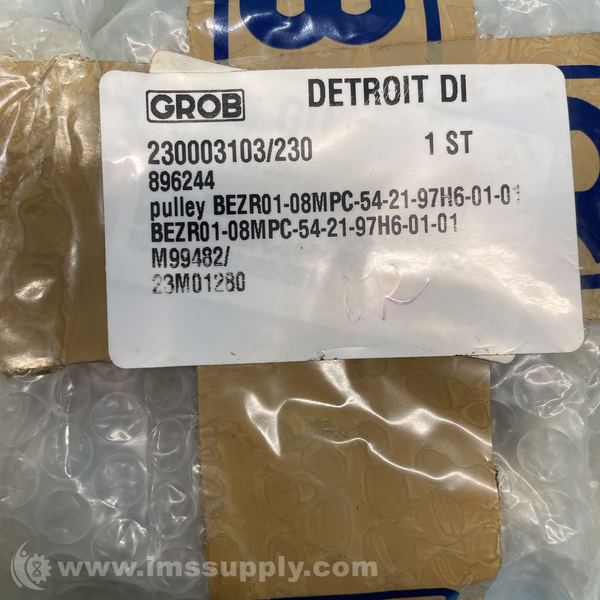 GROB DETROIT DI
230003103/230 1 ST
896244
pulley BEZR01-08MPC-54-21-97H6-01-01
BEZR01-08MPC-54-21-97H6-01-01
M99482/
23M01280
www.imssupply.com